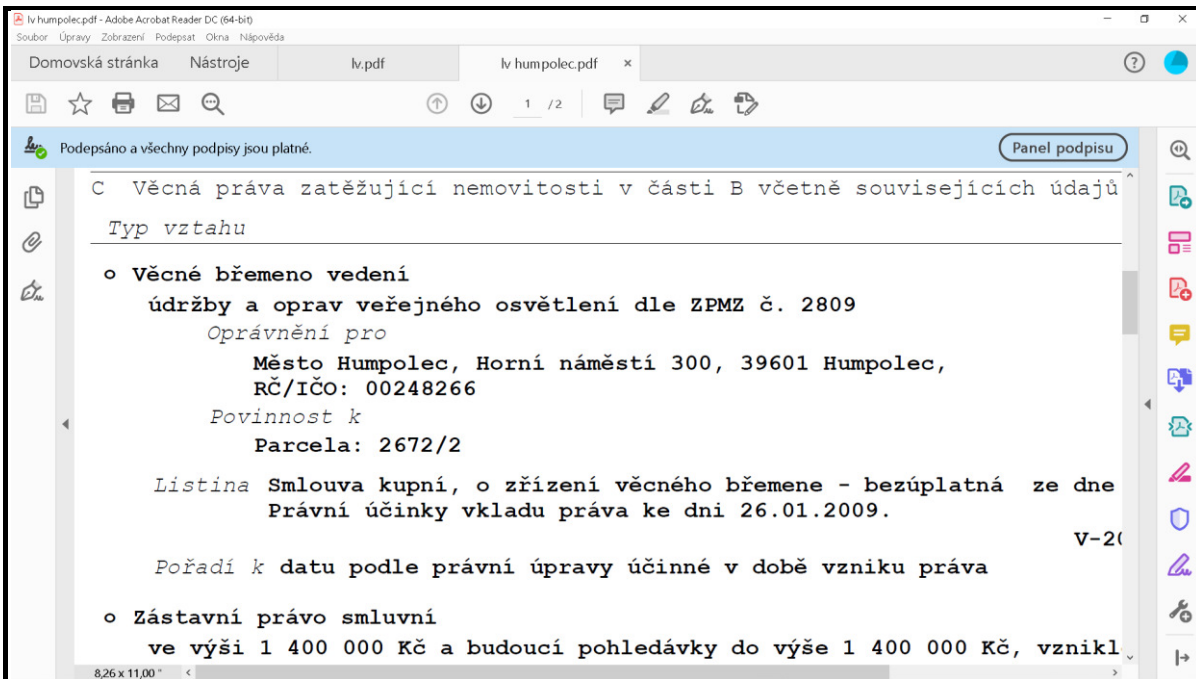 lv humpolec.pdf - Adobe Acrobat Reader DC (64-bit)
Soubor Úpravy Zobrazení Podepsat Okna Nápověda
Domovská stránka Nástroje lv.pdf lv humpolec.pdf ×
1 / 2
Podepsáno a všechny podpisy jsou platné. Panel podpisu
C Věcná práva zatěžující nemovitosti v části B včetně souvisejících údajů
Typ vztahu
o Věcné břemeno vedení
údržby a oprav veřejného osvětlení dle ZPMZ č. 2809
Oprávnění pro
Město Humpolec, Horní náměstí 300, 39601 Humpolec,
RČ/IČO: 00248266
Povinnost k
Parcela: 2672/2
Listina Smlouva kupní, o zřízení věcného břemene - bezúplatná ze dne
Právní účinky vkladu práva ke dni 26.01.2009.
V-20
Pořadí k datu podle právní úpravy účinné v době vzniku práva
o Zástavní právo smluvní
ve výši 1 400 000 Kč a budoucí pohledávky do výše 1 400 000 Kč, vznikl
8,26 x 11,00 "